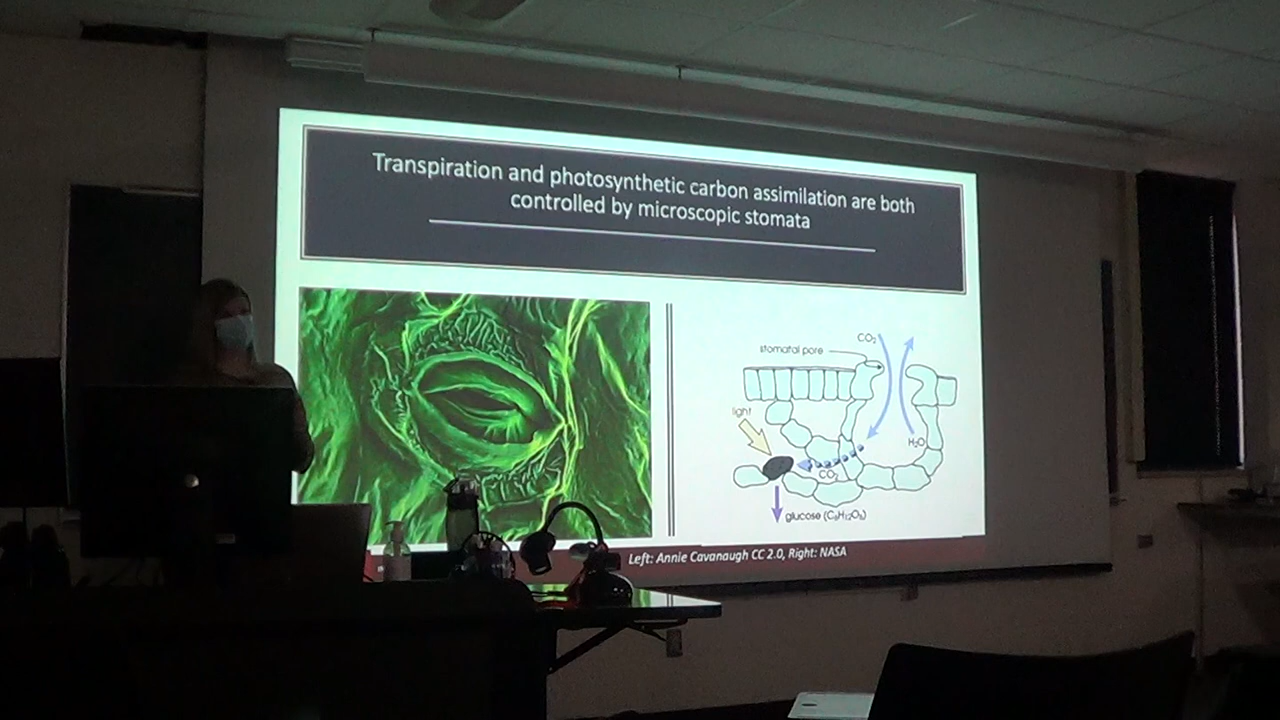 Transpiration and photosynthetic carbon assimilation are both
controlled by microscopic stomata
CO₂
stomatal pore
light
H₂O
CO₂
glucose (C₆H₁₂O₆)
Left: Annie Cavanaugh CC 2.0, Right: NASA